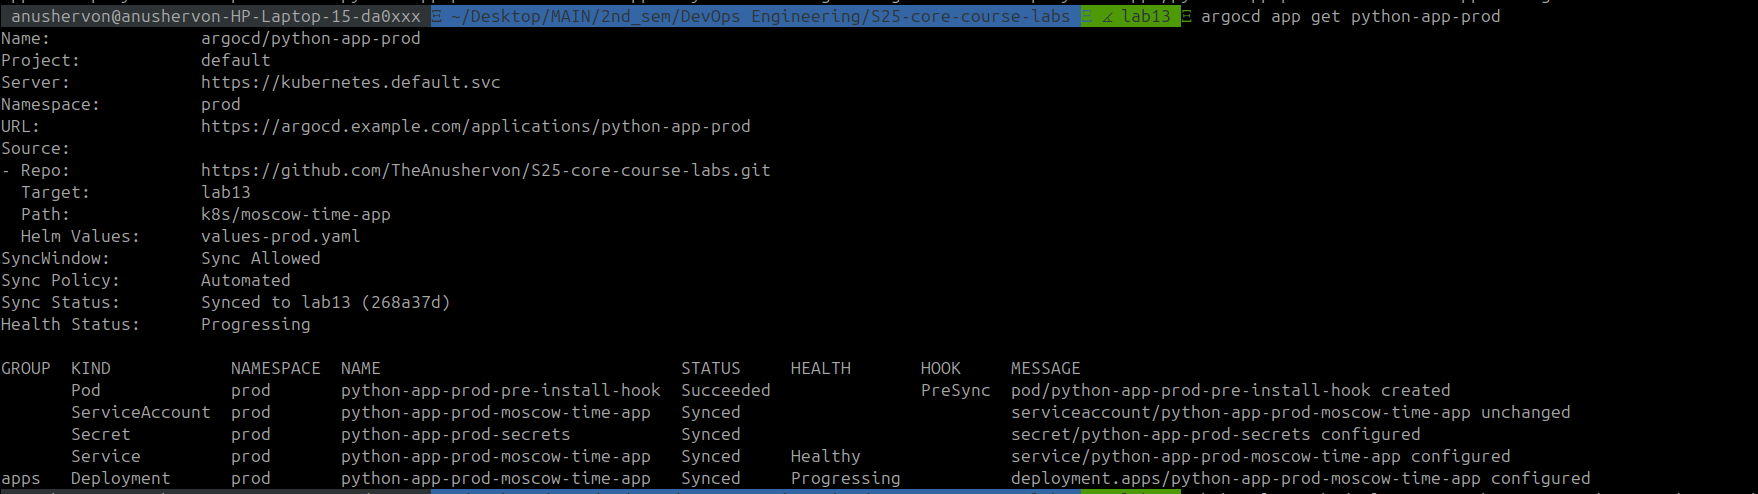 anushervon@anushervon-HP-Laptop-15-da0xxx Ξ ~/Desktop/MAIN/2nd_sem/DevOps Engineering/S25-core-course-labs Ξ ∡ lab13 Ξ argocd app get python-app-prod
Name:               argocd/python-app-prod
Project:            default
Server:             https://kubernetes.default.svc
Namespace:          prod
URL:                https://argocd.example.com/applications/python-app-prod
Source:
- Repo:             https://github.com/TheAnushervon/S25-core-course-labs.git
  Target:           lab13
  Path:             k8s/moscow-time-app
  Helm Values:      values-prod.yaml
SyncWindow:         Sync Allowed
Sync Policy:        Automated
Sync Status:        Synced to lab13 (268a37d)
Health Status:      Progressing
GROUP  KIND            NAMESPACE  NAME                              STATUS     HEALTH       HOOK     MESSAGE
       Pod             prod       python-app-prod-pre-install-hook  Succeeded               PreSync  pod/python-app-prod-pre-install-hook created
       ServiceAccount  prod       python-app-prod-moscow-time-app   Synced                           serviceaccount/python-app-prod-moscow-time-app unchanged
       Secret          prod       python-app-prod-secrets           Synced                           secret/python-app-prod-secrets configured
       Service         prod       python-app-prod-moscow-time-app   Synced     Healthy               service/python-app-prod-moscow-time-app configured
apps   Deployment      prod       python-app-prod-moscow-time-app   Synced     Progressing           deployment.apps/python-app-prod-moscow-time-app configured